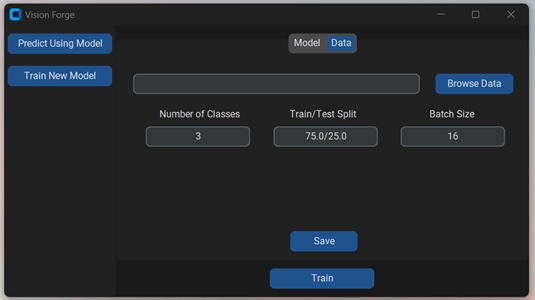 Vision Forge
Predict Using Model
Train New Model
Model Data
Browse Data
Number of Classes Train/Test Split Batch Size
3 75.0/25.0 16
Save
Train